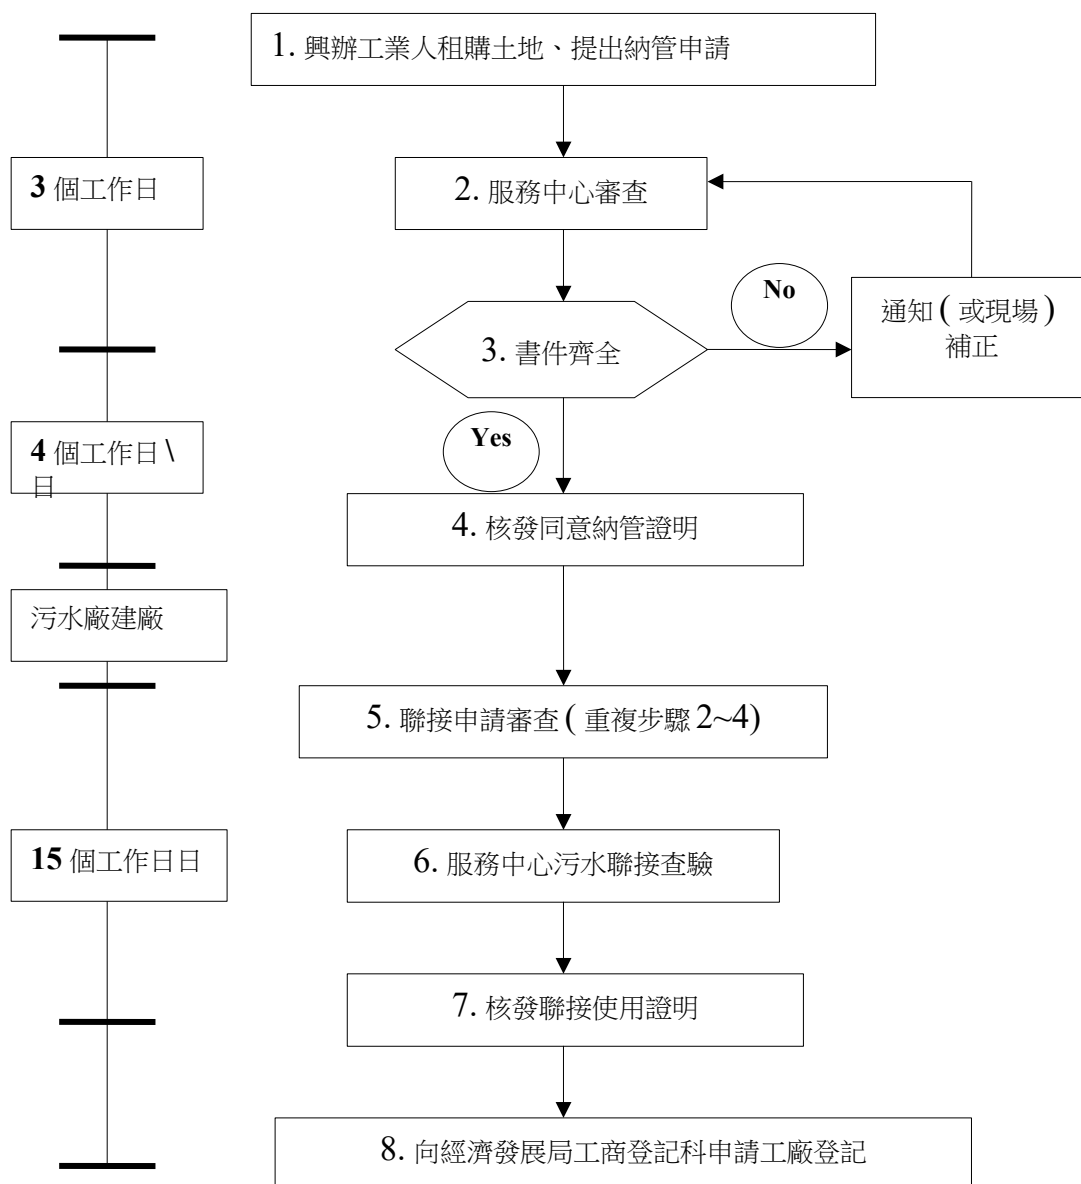 1. 興辦工業人租購土地、提出納管申請
3 個工作日
2. 服務中心審查
No
通知 ( 或現場 )
補正
3. 書件齊全
Yes
4 個工作日 \
日
4. 核發同意納管證明
污水廠建廠
5. 聯接申請審查 ( 重複步驟 2~4)
15 個工作日日
6. 服務中心污水聯接查驗
7. 核發聯接使用證明
8. 向經濟發展局工商登記科申請工廠登記